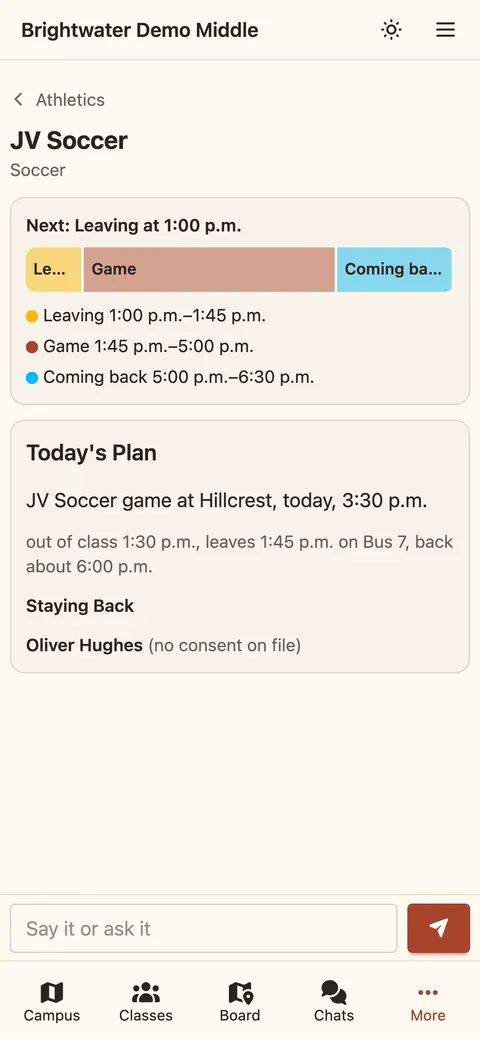 Brightwater Demo Middle
Athletics
JV Soccer
Soccer
Next: Leaving at 1:00 p.m.
Le...
Game
Coming ba...
Leaving 1:00 p.m.–1:45 p.m.
Game 1:45 p.m.–5:00 p.m.
Coming back 5:00 p.m.–6:30 p.m.
Today's Plan
JV Soccer game at Hillcrest, today, 3:30 p.m.
out of class 1:30 p.m., leaves 1:45 p.m. on Bus 7, back
about 6:00 p.m.
Staying Back
Oliver Hughes (no consent on file)
Say it or ask it
Campus
Classes
Board
Chats
More